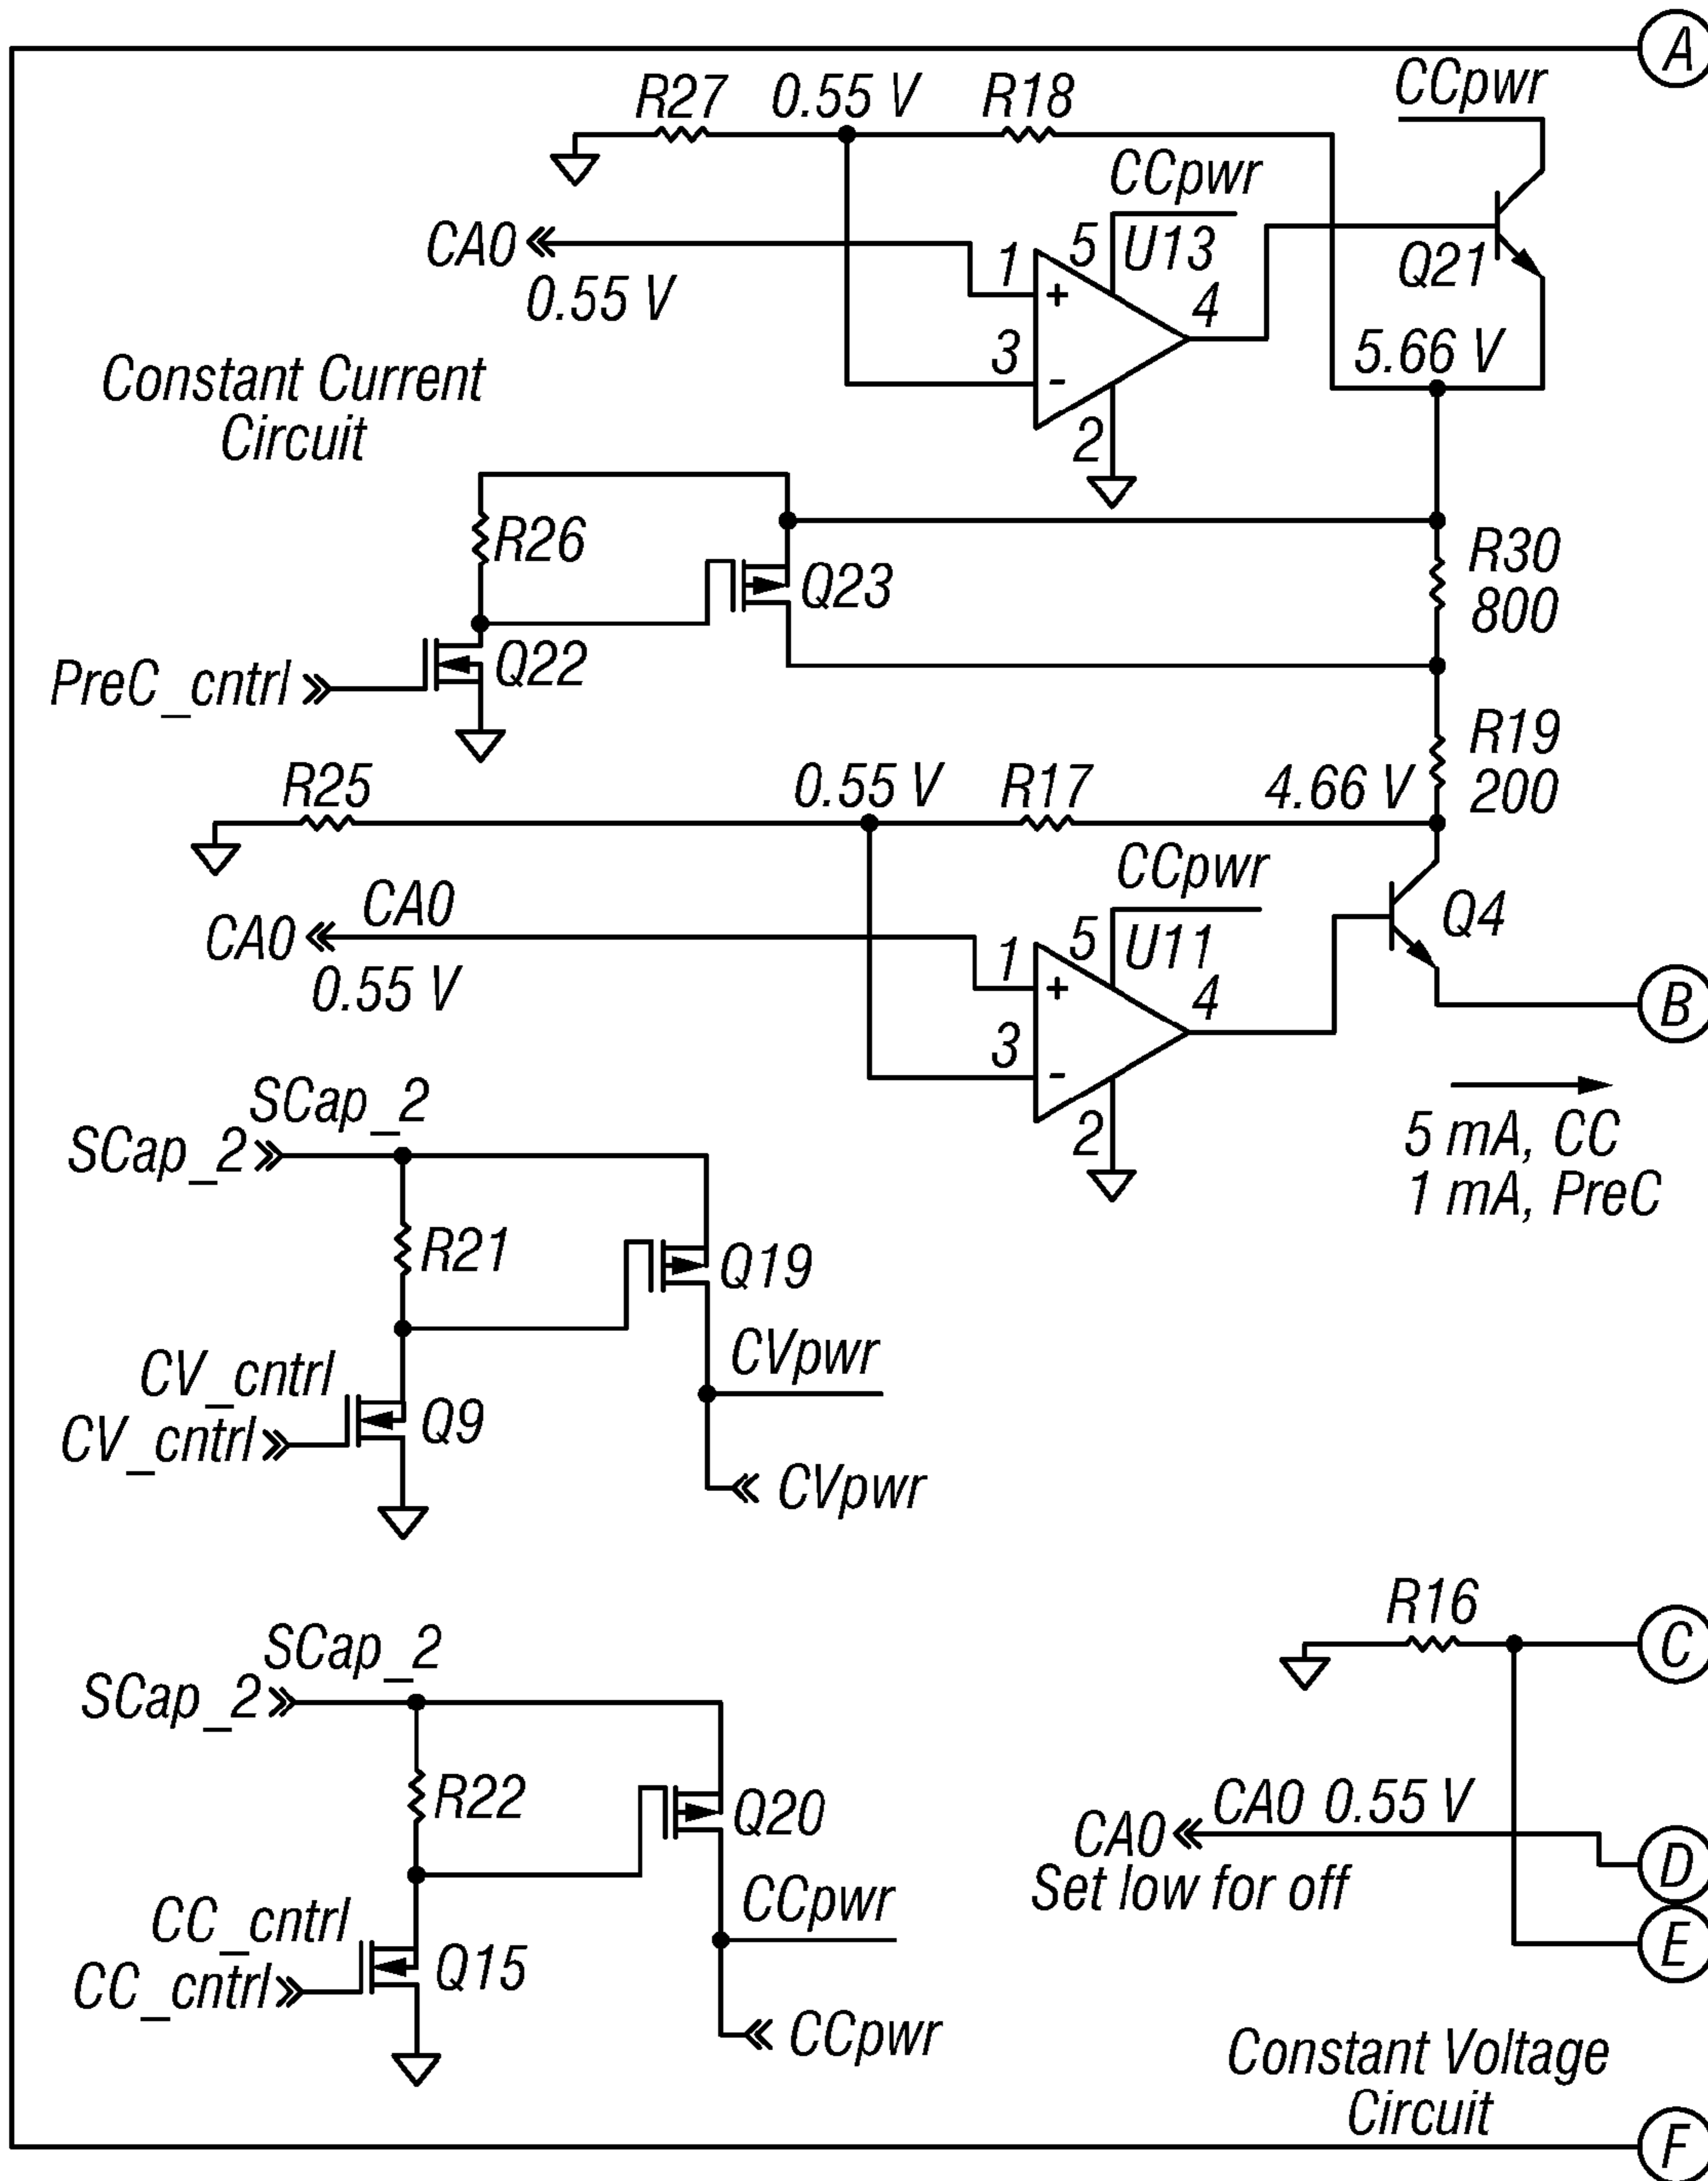 A
R27
0.55 V
R18
CCpwr
CCpwr
CA0
0.55 V
1
5
U13
+
4
3
-
2
Q21
5.66 V
Constant Current
Circuit
R26
Q23
R30
800
PreC_cntrl
Q22
R19
200
R25
0.55 V
R17
4.66 V
CCpwr
CA0
CA0
0.55 V
1
5
U11
+
4
3
-
2
Q4
B
5 mA, CC
1 mA, PreC
SCap_2
SCap_2
R21
Q19
CVpwr
CV_cntrl
CV_cntrl
Q9
CVpwr
R16
C
SCap_2
SCap_2
R22
Q20
CA0
CA0 0.55 V
Set low for off
D
E
CCpwr
CC_cntrl
CC_cntrl
Q15
CCpwr
Constant Voltage
Circuit
F